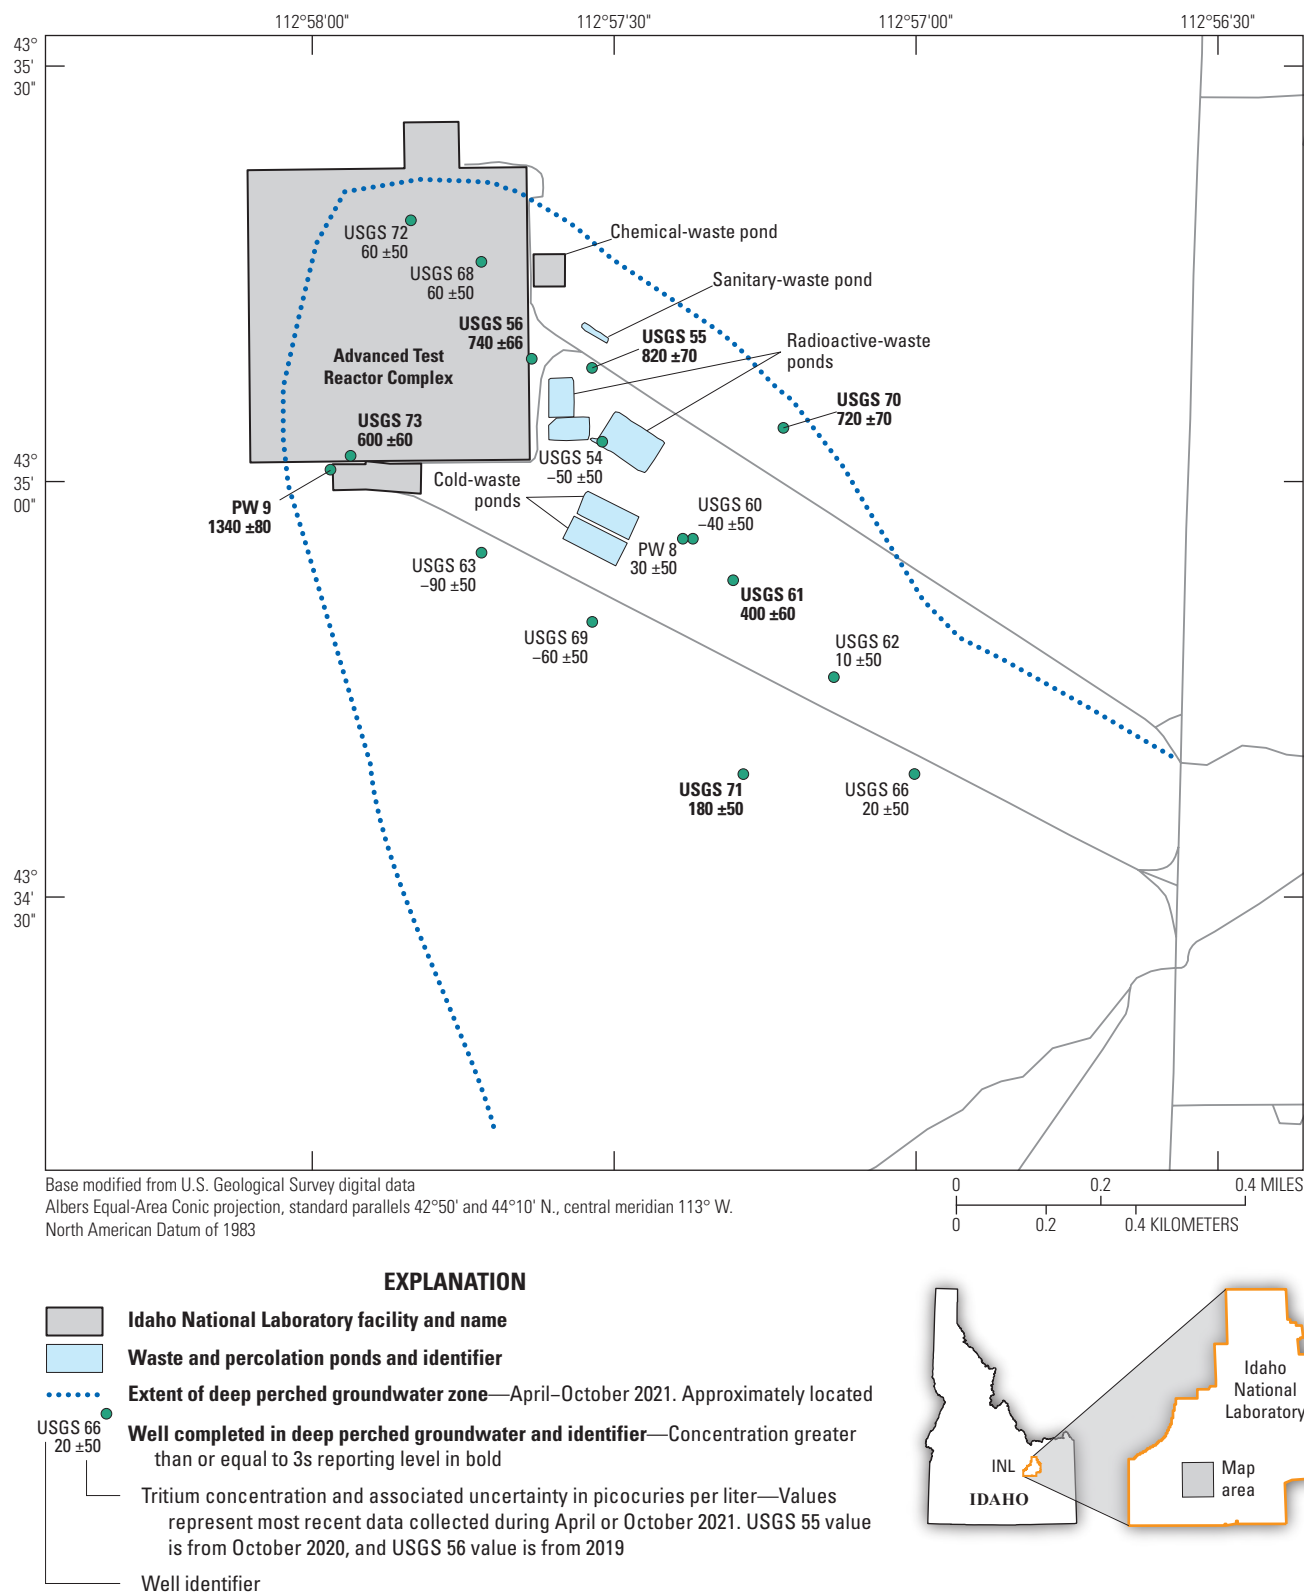 112°58'00"
112°57'30"
112°57'00"
112°56'30"
43°
35'
30"
Chemical-waste pond
USGS 72
60 ±50
USGS 68
60 ±50
Sanitary-waste pond
USGS 56
740 ±66
USGS 55
820 ±70
Radioactive-waste
ponds
Advanced Test
Reactor Complex
USGS 70
720 ±70
USGS 73
600 ±60
43°
35'
00"
USGS 54
−50 ±50
Cold-waste
ponds
PW 9
1340 ±80
USGS 60
−40 ±50
PW 8
30 ±50
USGS 63
−90 ±50
USGS 61
400 ±60
USGS 69
−60 ±50
USGS 62
10 ±50
USGS 71
180 ±50
USGS 66
20 ±50
43°
34'
30"
Base modified from U.S. Geological Survey digital data
Albers Equal-Area Conic projection, standard parallels 42°50' and 44°10' N., central meridian 113° W.
North American Datum of 1983
0 0.2 0.4 MILES
0 0.2 0.4 KILOMETERS
EXPLANATION
Idaho National Laboratory facility and name
Waste and percolation ponds and identifier
Extent of deep perched groundwater zone—April–October 2021. Approximately located
USGS 66
20 ±50
Well completed in deep perched groundwater and identifier—Concentration greater
than or equal to 3s reporting level in bold
Tritium concentration and associated uncertainty in picocuries per liter—Values
represent most recent data collected during April or October 2021. USGS 55 value
is from October 2020, and USGS 56 value is from 2019
Well identifier
INL
IDAHO
Idaho
National
Laboratory
Map
area